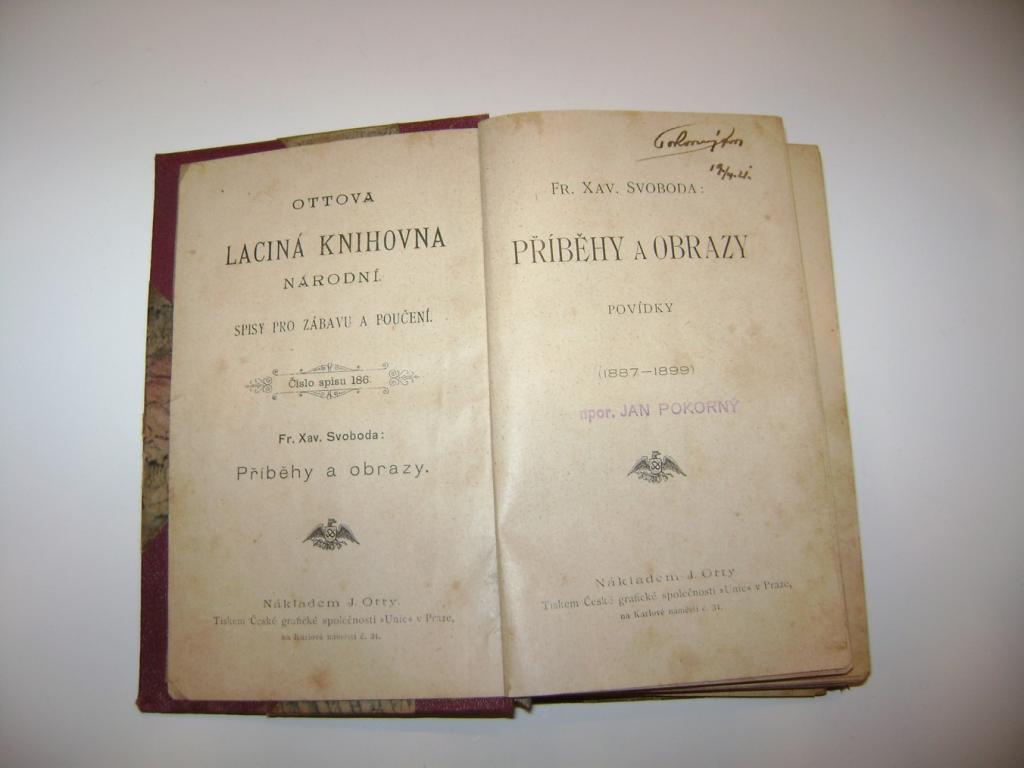 OTTOVA
LACINÁ KNIHOVNA
NÁRODNÍ.
SPISY PRO ZÁBAVU A POUČENÍ.
Číslo spisu 186.
Fr. Xav. Svoboda:
Příběhy a obrazy.
Nákladem J. Otty.
Tiskem České grafické společnosti »Unie« v Praze,
na Karlově náměstí č. 31.
FR. XAV. SVOBODA:
PŘÍBĚHY A OBRAZY
POVÍDKY
(1887—1899)
npor. JAN POKORNÝ
Nákladem J. Otty
Tiskem České grafické společnosti »Unie« v Praze,
na Karlově náměstí č. 31.